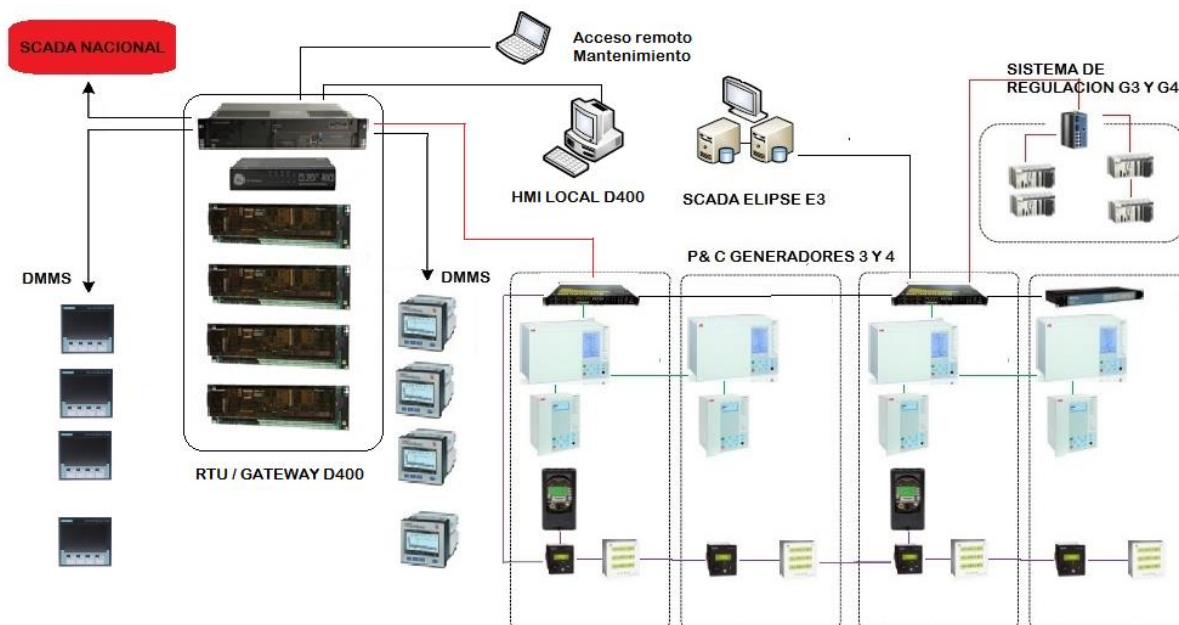 SCADA NACIONAL
Acceso remoto
Mantenimiento
SISTEMA DE
REGULACION G3 Y G4
HMI LOCAL D400
SCADA ELIPSE E3
P& C GENERADORES 3 Y 4
DMMS
DMMS
RTU / GATEWAY D400